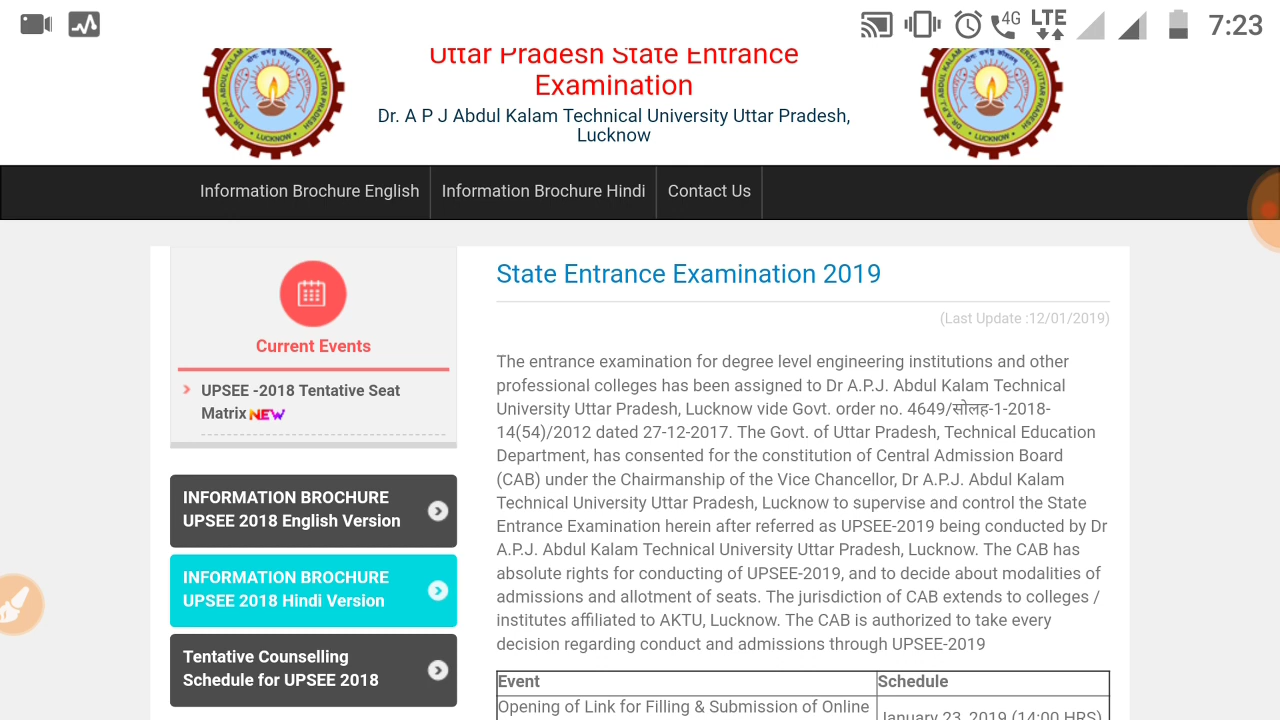 4G LTE 7:23
Uttar Pradesh State Entrance
Examination
Dr. A P J Abdul Kalam Technical University Uttar Pradesh,
Lucknow
Information Brochure English
Information Brochure Hindi
Contact Us
Current Events
UPSEE -2018 Tentative Seat
Matrix NEW
INFORMATION BROCHURE
UPSEE 2018 English Version
INFORMATION BROCHURE
UPSEE 2018 Hindi Version
Tentative Counselling
Schedule for UPSEE 2018
State Entrance Examination 2019
(Last Update :12/01/2019)
The entrance examination for degree level engineering institutions and other
professional colleges has been assigned to Dr A.P.J. Abdul Kalam Technical
University Uttar Pradesh, Lucknow vide Govt. order no. 4649/सोलह-1-2018-
14(54)/2012 dated 27-12-2017. The Govt. of Uttar Pradesh, Technical Education
Department, has consented for the constitution of Central Admission Board
(CAB) under the Chairmanship of the Vice Chancellor, Dr A.P.J. Abdul Kalam
Technical University Uttar Pradesh, Lucknow to supervise and control the State
Entrance Examination herein after referred as UPSEE-2019 being conducted by Dr
A.P.J. Abdul Kalam Technical University Uttar Pradesh, Lucknow. The CAB has
absolute rights for conducting of UPSEE-2019, and to decide about modalities of
admissions and allotment of seats. The jurisdiction of CAB extends to colleges /
institutes affiliated to AKTU, Lucknow. The CAB is authorized to take every
decision regarding conduct and admissions through UPSEE-2019
Event Schedule
Opening of Link for Filling & Submission of Online
January 23, 2019 (14:00 HRS)